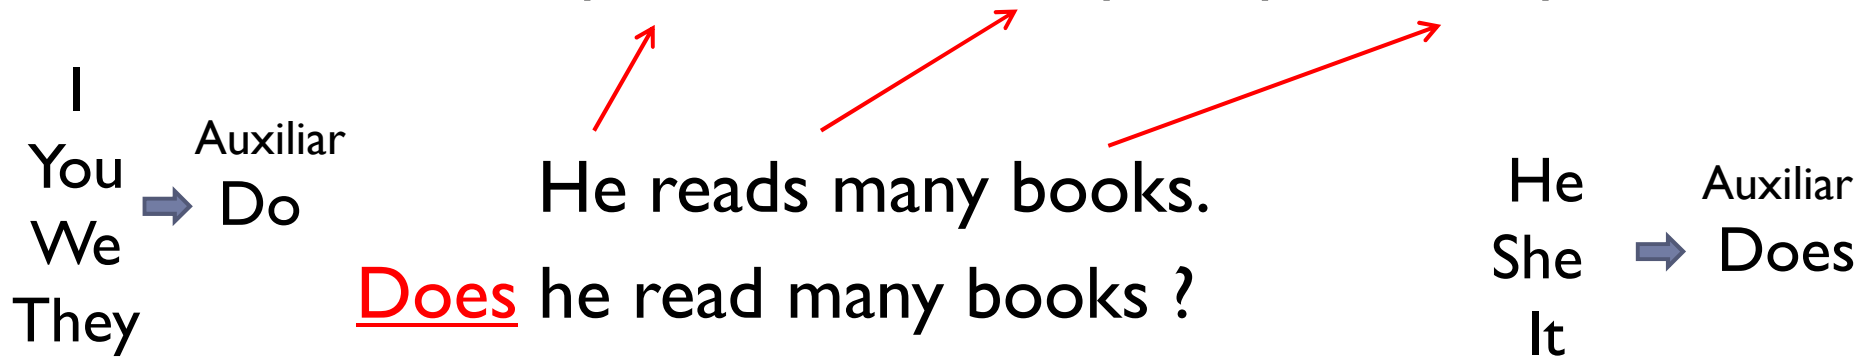 I
You
We
They
Auxiliar
Do
He reads many books.
Does he read many books ?
He
She
It
Auxiliar
Does